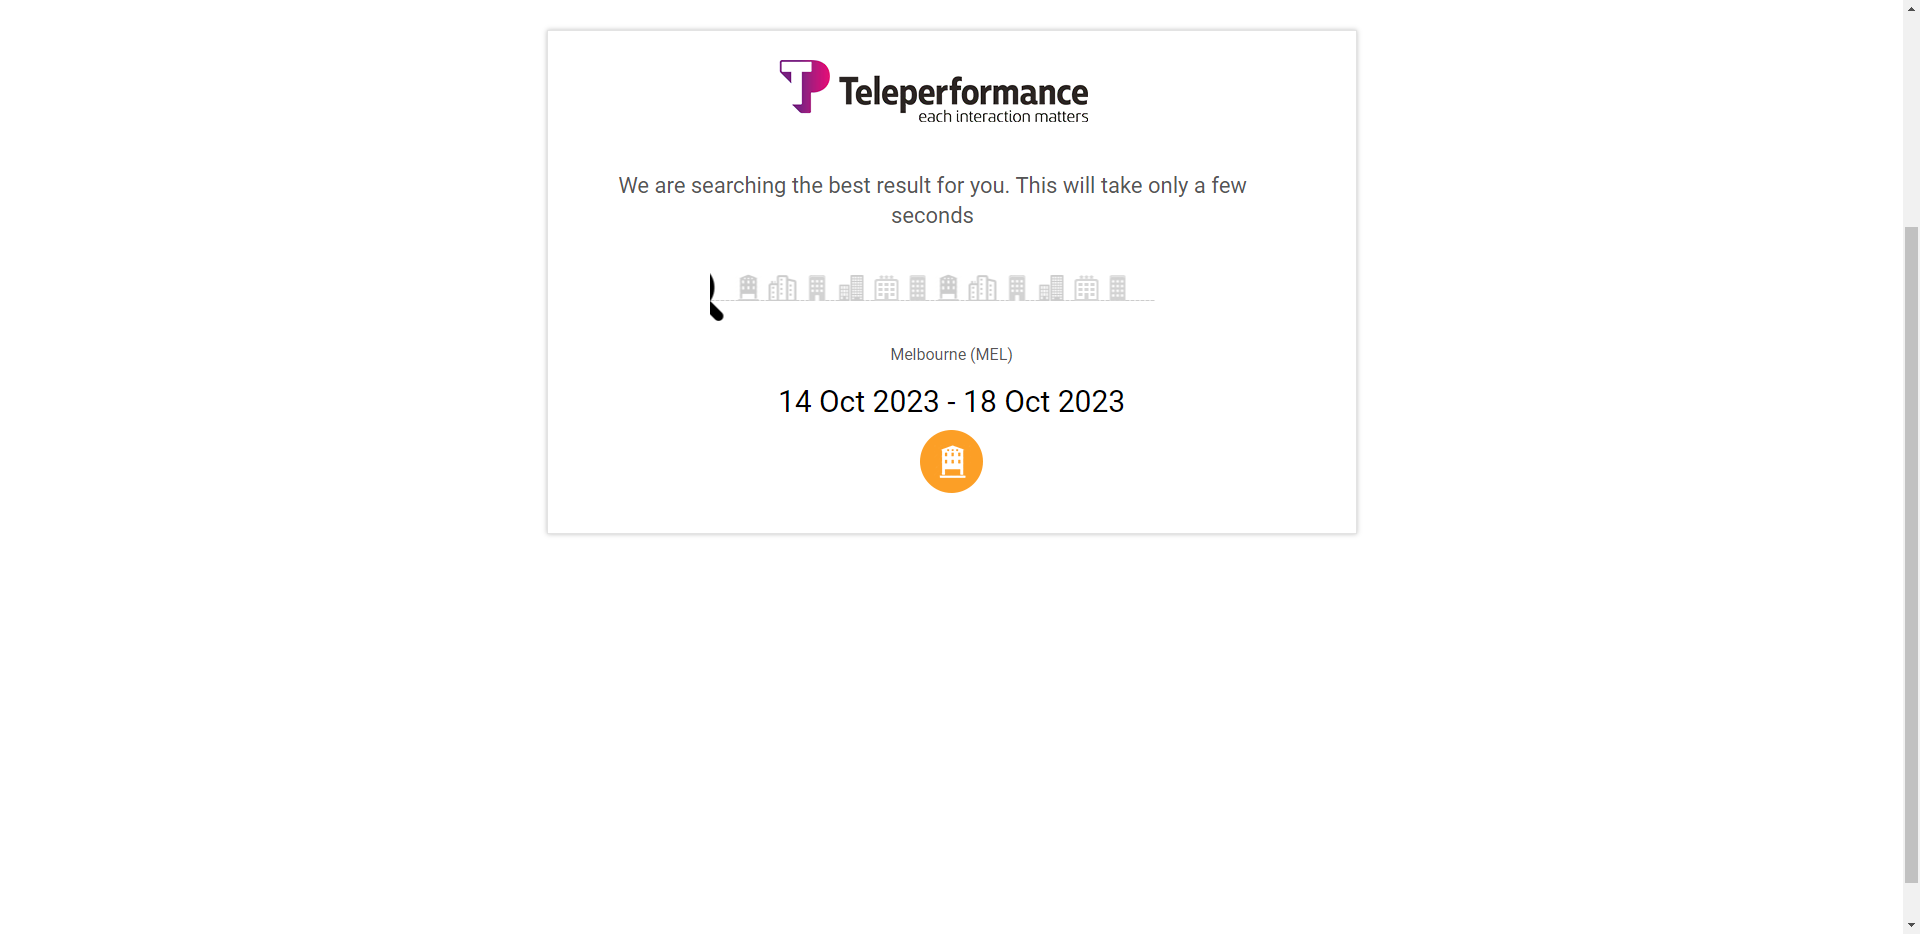 Teleperformance
each interaction matters
We are searching the best result for you. This will take only a few
seconds
Melbourne (MEL)
14 Oct 2023 - 18 Oct 2023